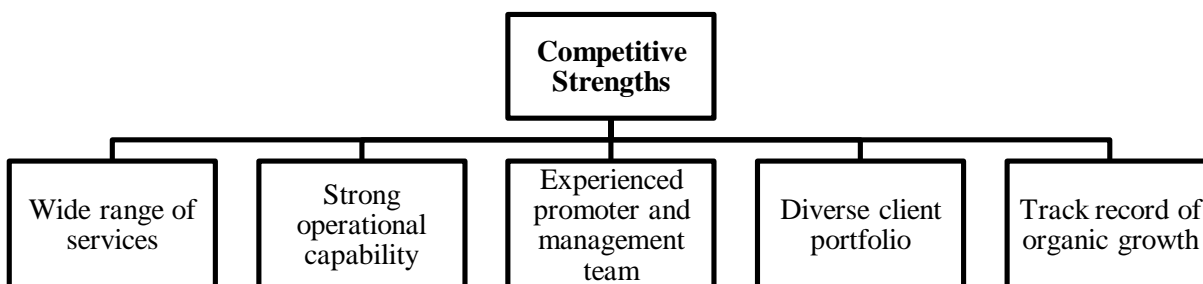 Competitive
Strengths
Wide range of
services
Strong
operational
capability
Experienced
promoter and
management
team
Diverse client
portfolio
Track record of
organic growth